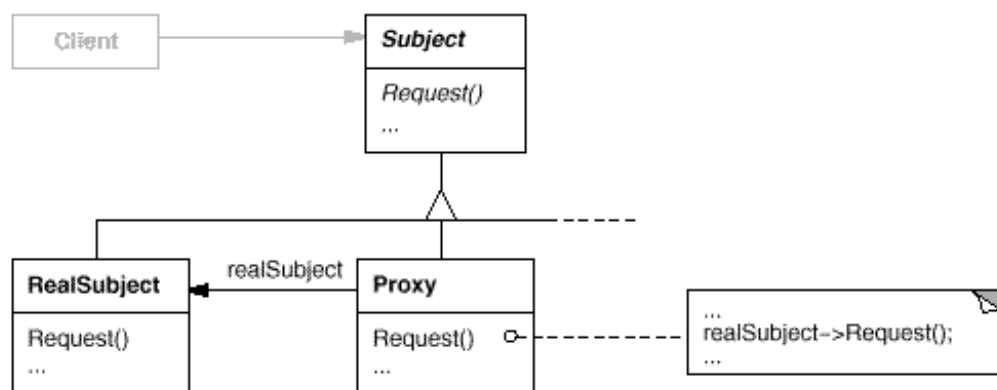 Client
Subject
Request()
...
realSubject
RealSubject
Proxy
Request()
...
Request()
...
...
realSubject->Request();
...